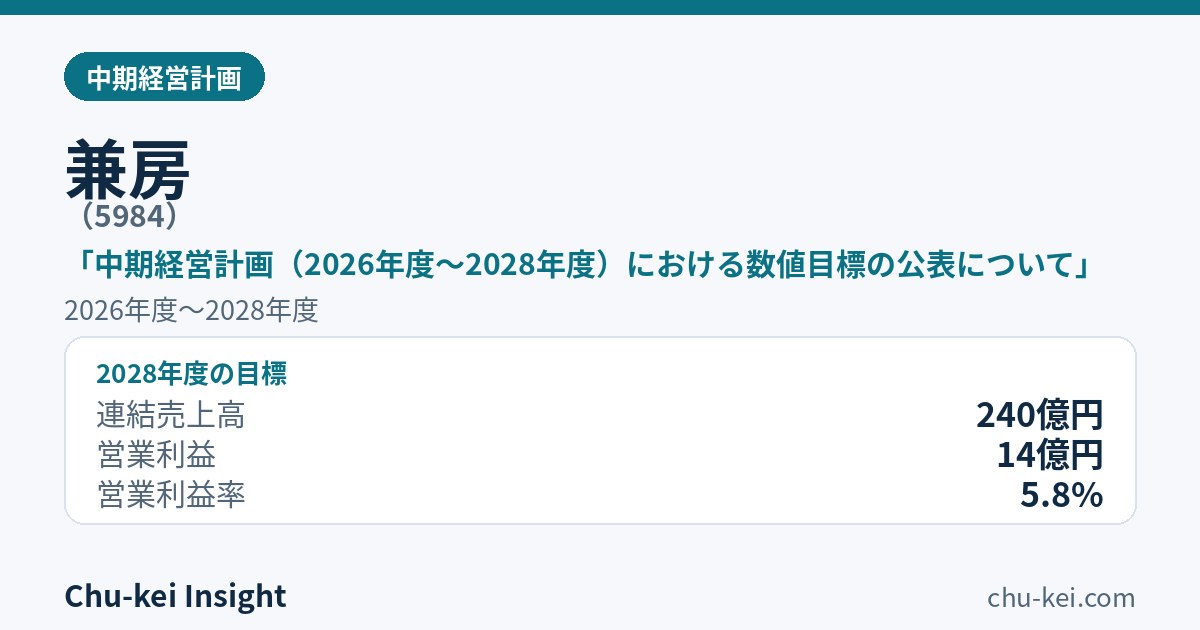 中期経営計画
兼房
（5984）
「中期経営計画（2026年度〜2028年度）における数値目標の公表について」
2026年度〜2028年度
2028年度の目標
連結売上高 240億円
営業利益 14億円
営業利益率 5.8%
Chu-kei Insight chu-kei.com